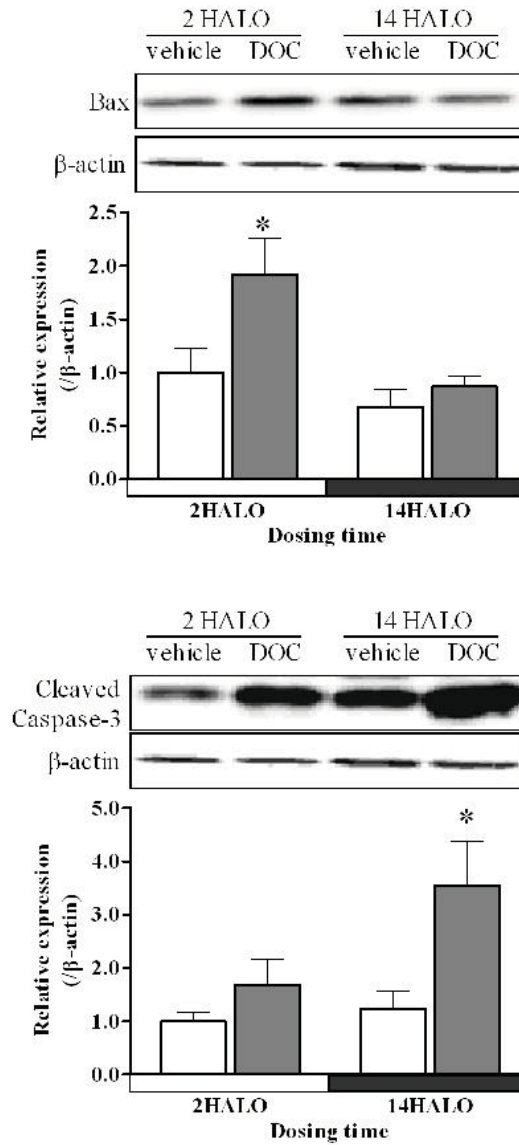 2 HALO 14 HALO
vehicle DOC vehicle DOC
Bax
β-actin
2.5
*
2.0
1.5
1.0
0.5
0.0
Relative expression
(/β-actin)
2HALO 14HALO
Dosing time
2 HALO 14 HALO
vehicle DOC vehicle DOC
Cleaved
Caspase-3
β-actin
5.0
*
4.0
3.0
2.0
1.0
0.0
Relative expression
(/β-actin)
2HALO 14HALO
Dosing time